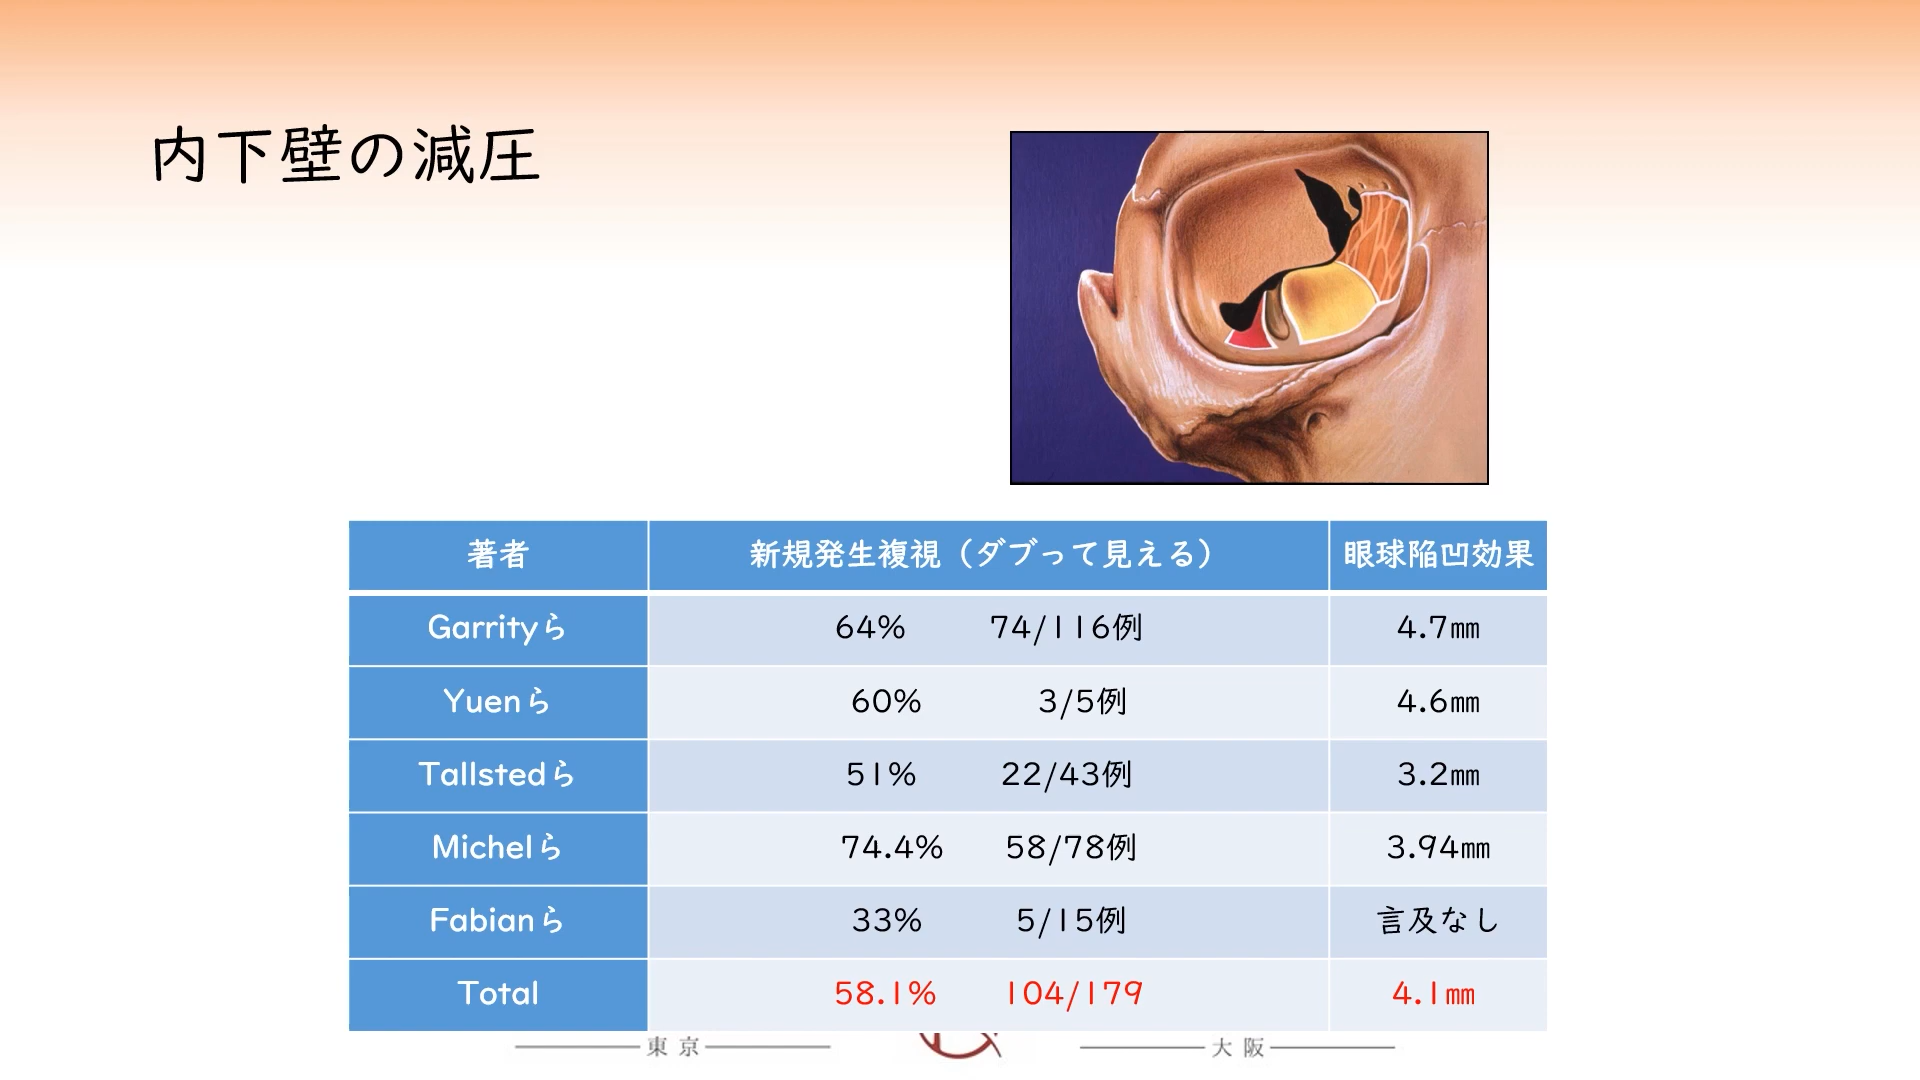 内下壁の減圧
著者 新規発生複視（ダブって見える） 眼球陥凹効果
Garrityら 64% 74/116例 4.7㎜
Yuenら 60% 3/5例 4.6㎜
Tallstedら 51% 22/43例 3.2㎜
Michelら 74.4% 58/78例 3.94㎜
Fabianら 33% 5/15例 言及なし
Total 58.1% 104/179 4.1㎜
東京 大阪